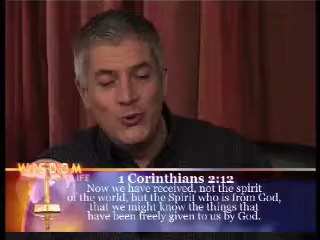 WISDOM
LIFE
1 Corinthians 2:12
Now we have received, not the spirit
of the world, but the Spirit who is from God,
that we might know the things that
have been freely given to us by God.